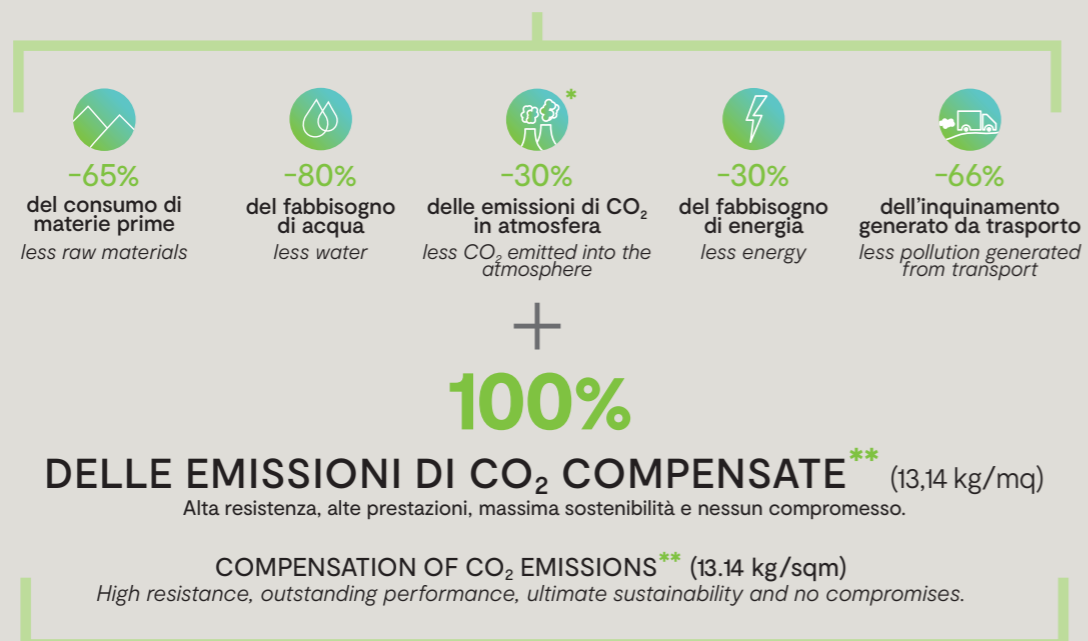 *
-65%
del consumo di
materie prime
less raw materials
-80%
del fabbisogno
di acqua
less water
-30%
delle emissioni di CO₂
in atmosfera
less CO₂ emitted into the
atmosphere
-30%
del fabbisogno
di energia
less energy
-66%
dell'inquinamento
generato da trasporto
less pollution generated
from transport
+
100%
DELLE EMISSIONI DI CO₂ COMPENSATE** (13,14 kg/mq)
Alta resistenza, alte prestazioni, massima sostenibilità e nessun compromesso.
COMPENSATION OF CO₂ EMISSIONS** (13.14 kg/sqm)
High resistance, outstanding performance, ultimate sustainability and no compromises.